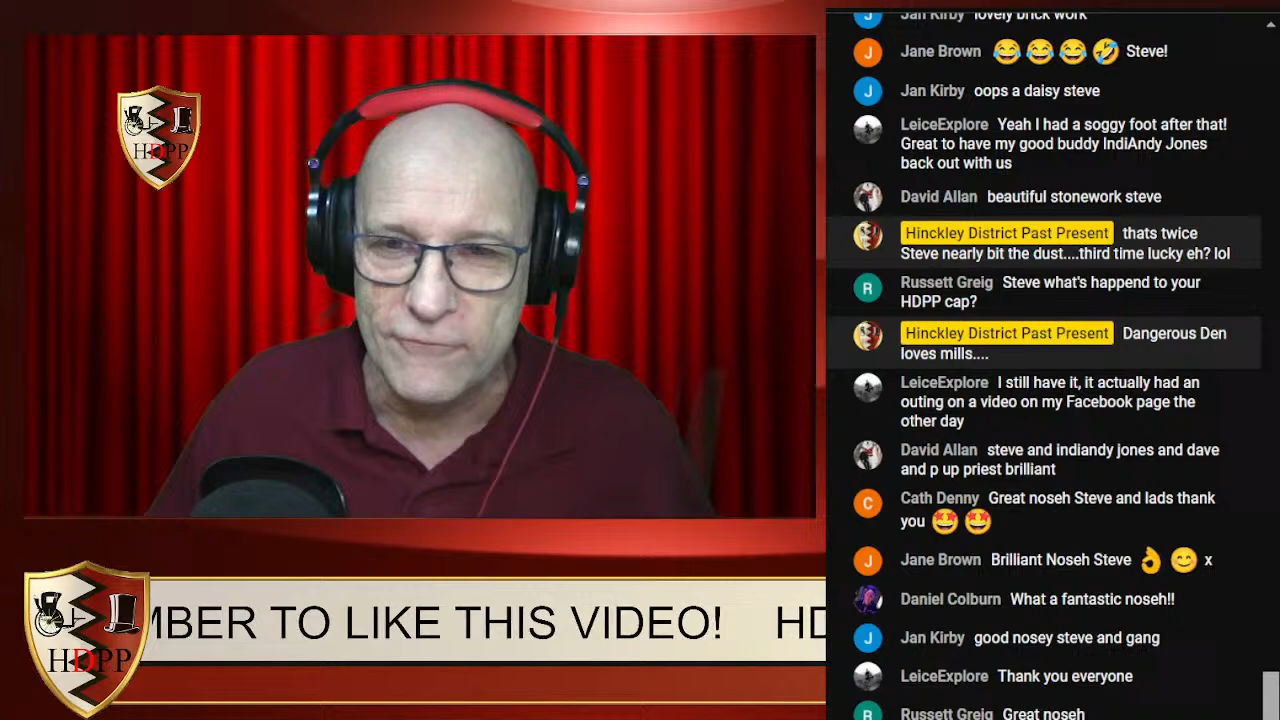 HDPP
HDPP
MBER TO LIKE THIS VIDEO! HD
Jan Kirby lovely brick work
J Jane Brown Steve!
J Jan Kirby oops a daisy steve
LeiceExplore Yeah I had a soggy foot after that!
Great to have my good buddy IndiAndy Jones
back out with us
David Allan beautiful stonework steve
Hinckley District Past Present thats twice
Steve nearly bit the dust....third time lucky eh? lol
R Russett Greig Steve what's happend to your
HDPP cap?
Hinckley District Past Present Dangerous Den
loves mills....
LeiceExplore I still have it, it actually had an
outing on a video on my Facebook page the
other day
David Allan steve and indiandy jones and dave
and p up priest brilliant
C Cath Denny Great noseh Steve and lads thank
you
J Jane Brown Brilliant Noseh Steve x
Daniel Colburn What a fantastic noseh!!
J Jan Kirby good nosey steve and gang
LeiceExplore Thank you everyone
R Russett Greig Great noseh